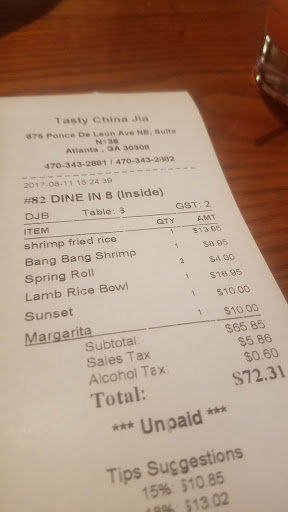 Tasty China Jia
675 Ponce De Leon Ave NE, Suite
N° 38
Atlanta , GA 30308
470-343-2881 / 470-343-2882
2017-08-11 15:24:39
#82 DINE IN 8 (Inside)
DJB Table: 3 GST: 2
ITEM QTY AMT
shrimp fried rice 1 $13.95
Bang Bang Shrimp 1 $8.95
Spring Roll 2 $4.00
Lamb Rice Bowl 1 $18.95
Sunset 1 $10.00
Margarita 1 $10.00
Subtotal: $65.85
Sales Tax $5.86
Alcohol Tax: $0.60
Total: $72.31
*** Unpaid ***
Tips Suggestions
15%: $10.85
18%: $13.02